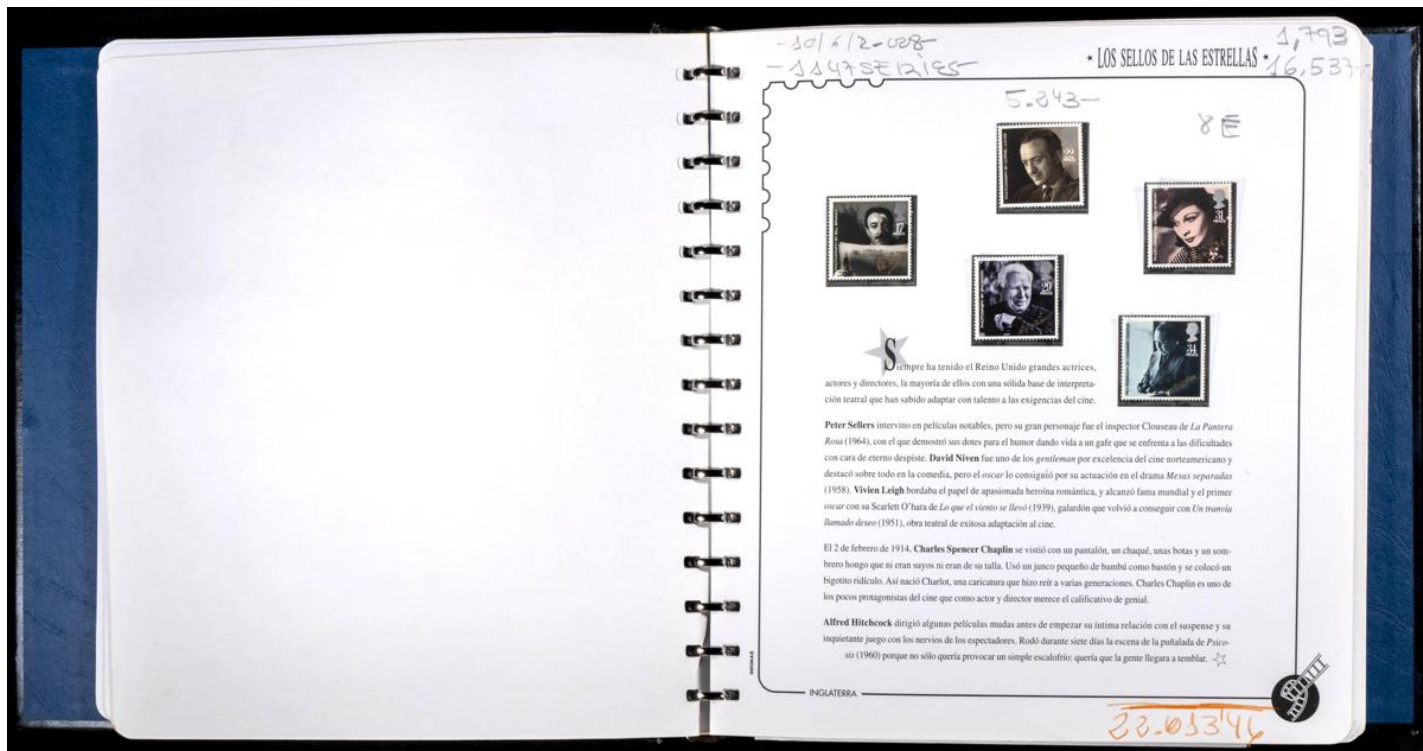 -10/6/2-008-
1,793
-1147 SERIES-
* LOS SELLOS DE LAS ESTRELLAS *
16,537-
5.243-
8 €
22
17
31
29
34
Siempre ha tenido el Reino Unido grandes actrices,
actores y directores, la mayoría de ellos con una sólida base de interpreta-
ción teatral que han sabido adaptar con talento a las exigencias del cine.
Peter Sellers intervino en películas notables, pero su gran personaje fue el inspector Clouseau de La Pantera
Rosa (1964), con el que demostró sus dotes para el humor dando vida a un gafe que se enfrenta a las dificultades
con cara de eterno despiste. David Niven fue uno de los gentleman por excelencia del cine norteamericano y
destacó sobre todo en la comedia, pero el oscar lo consiguió por su actuación en el drama Mesas separadas
(1958). Vivien Leigh bordaba el papel de apasionada heroína romántica, y alcanzó fama mundial y el primer
oscar con su Scarlett O'hara de Lo que el viento se llevó (1939), galardón que volvió a conseguir con Un tranvía
llamado deseo (1951), obra teatral de exitosa adaptación al cine.
El 2 de febrero de 1914, Charles Spencer Chaplin se vistió con un pantalón, un chaqué, unas botas y un som-
brero hongo que ni eran suyos ni eran de su talla. Usó un junco pequeño de bambú como bastón y se colocó un
bigotito ridículo. Así nació Charlot, una caricatura que hizo reír a varias generaciones. Charles Chaplin es uno de
los pocos protagonistas del cine que como actor y director merece el calificativo de genial.
Alfred Hitchcock dirigió algunas películas mudas antes de empezar su íntima relación con el suspense y su
inquietante juego con los nervios de los espectadores. Rodó durante siete días la escena de la puñalada de Psico-
sis (1960) porque no sólo quería provocar un simple escalofrío: quería que la gente llegara a temblar.
INGLATERRA
22.013'46